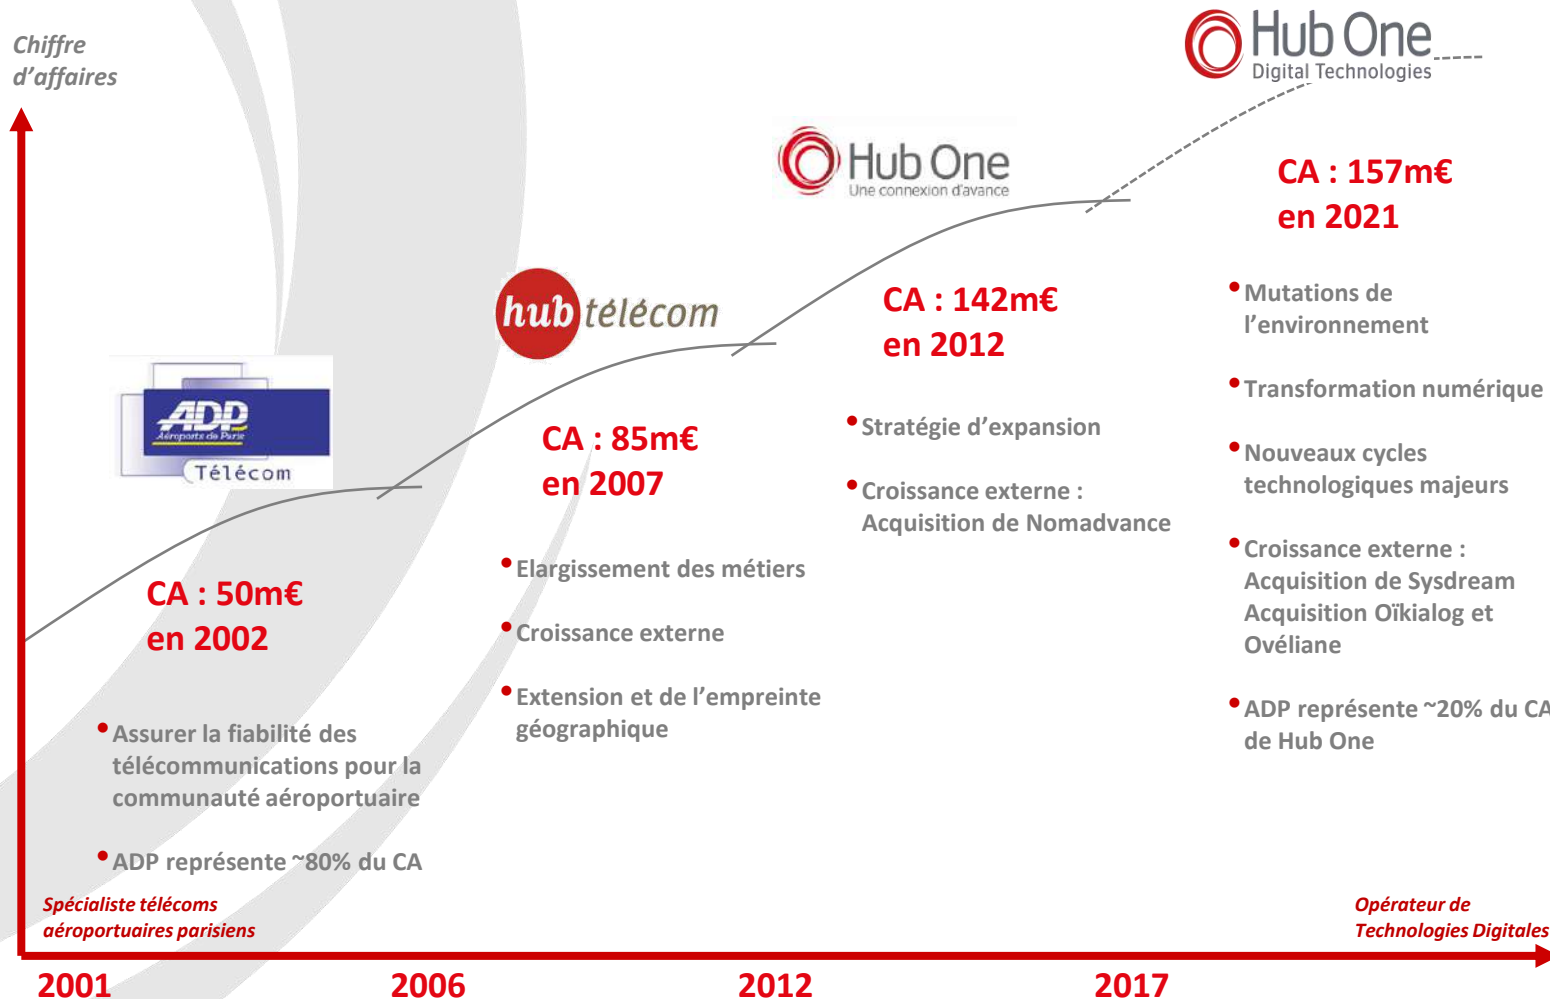 Chiffre
d'affaires
Hub One
Digital Technologies
Hub One
Une connexion d'avance
CA : 157m€
en 2021
hub télécom
CA : 142m€
en 2012
•Mutations de
l'environnement
•Transformation numérique
•Nouveaux cycles
technologiques majeurs
•Croissance externe :
Acquisition de Sysdream
Acquisition Oïkialog et
Ovéliane
•ADP représente ~20% du CA
de Hub One
ADP
Aéroports de Paris
Télécom
•Stratégie d'expansion
•Croissance externe :
Acquisition de Nomadvance
CA : 85m€
en 2007
•Elargissement des métiers
•Croissance externe
•Extension et de l'empreinte
géographique
CA : 50m€
en 2002
•Assurer la fiabilité des
télécommunications pour la
communauté aéroportuaire
•ADP représente ~80% du CA
Spécialiste télécoms
aéroportuaires parisiens
Opérateur de
Technologies Digitales
2001 2006 2012 2017